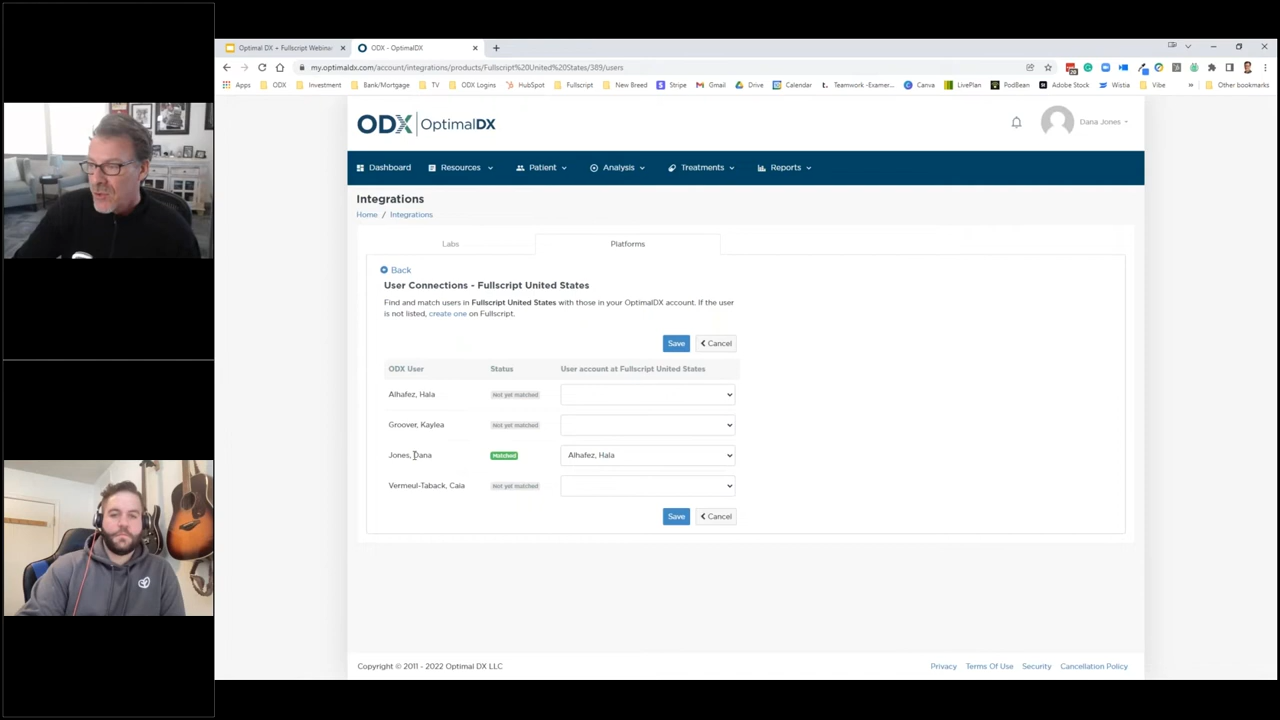 Optimal DX + Fullscript Webina
ODX - OptimalDX
my.optimaldx.com/account/integrations/products/Fullscript%20United%20States/389/users
Apps ODX Investment Bank/Mortgage TV ODX Logins HubSpot Fullscript New Breed Stripe Gmail Drive Calendar Teamwork -Examer... Canva LivePlan PodBean Adobe Stock Wistia Vibe » Other bookmarks
ODX | OptimalDX
Dana Jones
Dashboard Resources Patient Analysis Treatments Reports
Integrations
Home / Integrations
Labs Platforms
Back
User Connections - Fullscript United States
Find and match users in Fullscript United States with those in your OptimalDX account. If the user
is not listed, create one on Fullscript.
Save Cancel
ODX User Status User account at Fullscript United States
Alhafez, Hala Not yet matched
Groover, Kaylea Not yet matched
Jones, Dana Matched Alhafez, Hala
Vermeul-Taback, Caia Not yet matched
Save Cancel
Copyright © 2011 - 2022 Optimal DX LLC
Privacy Terms Of Use Security Cancellation Policy